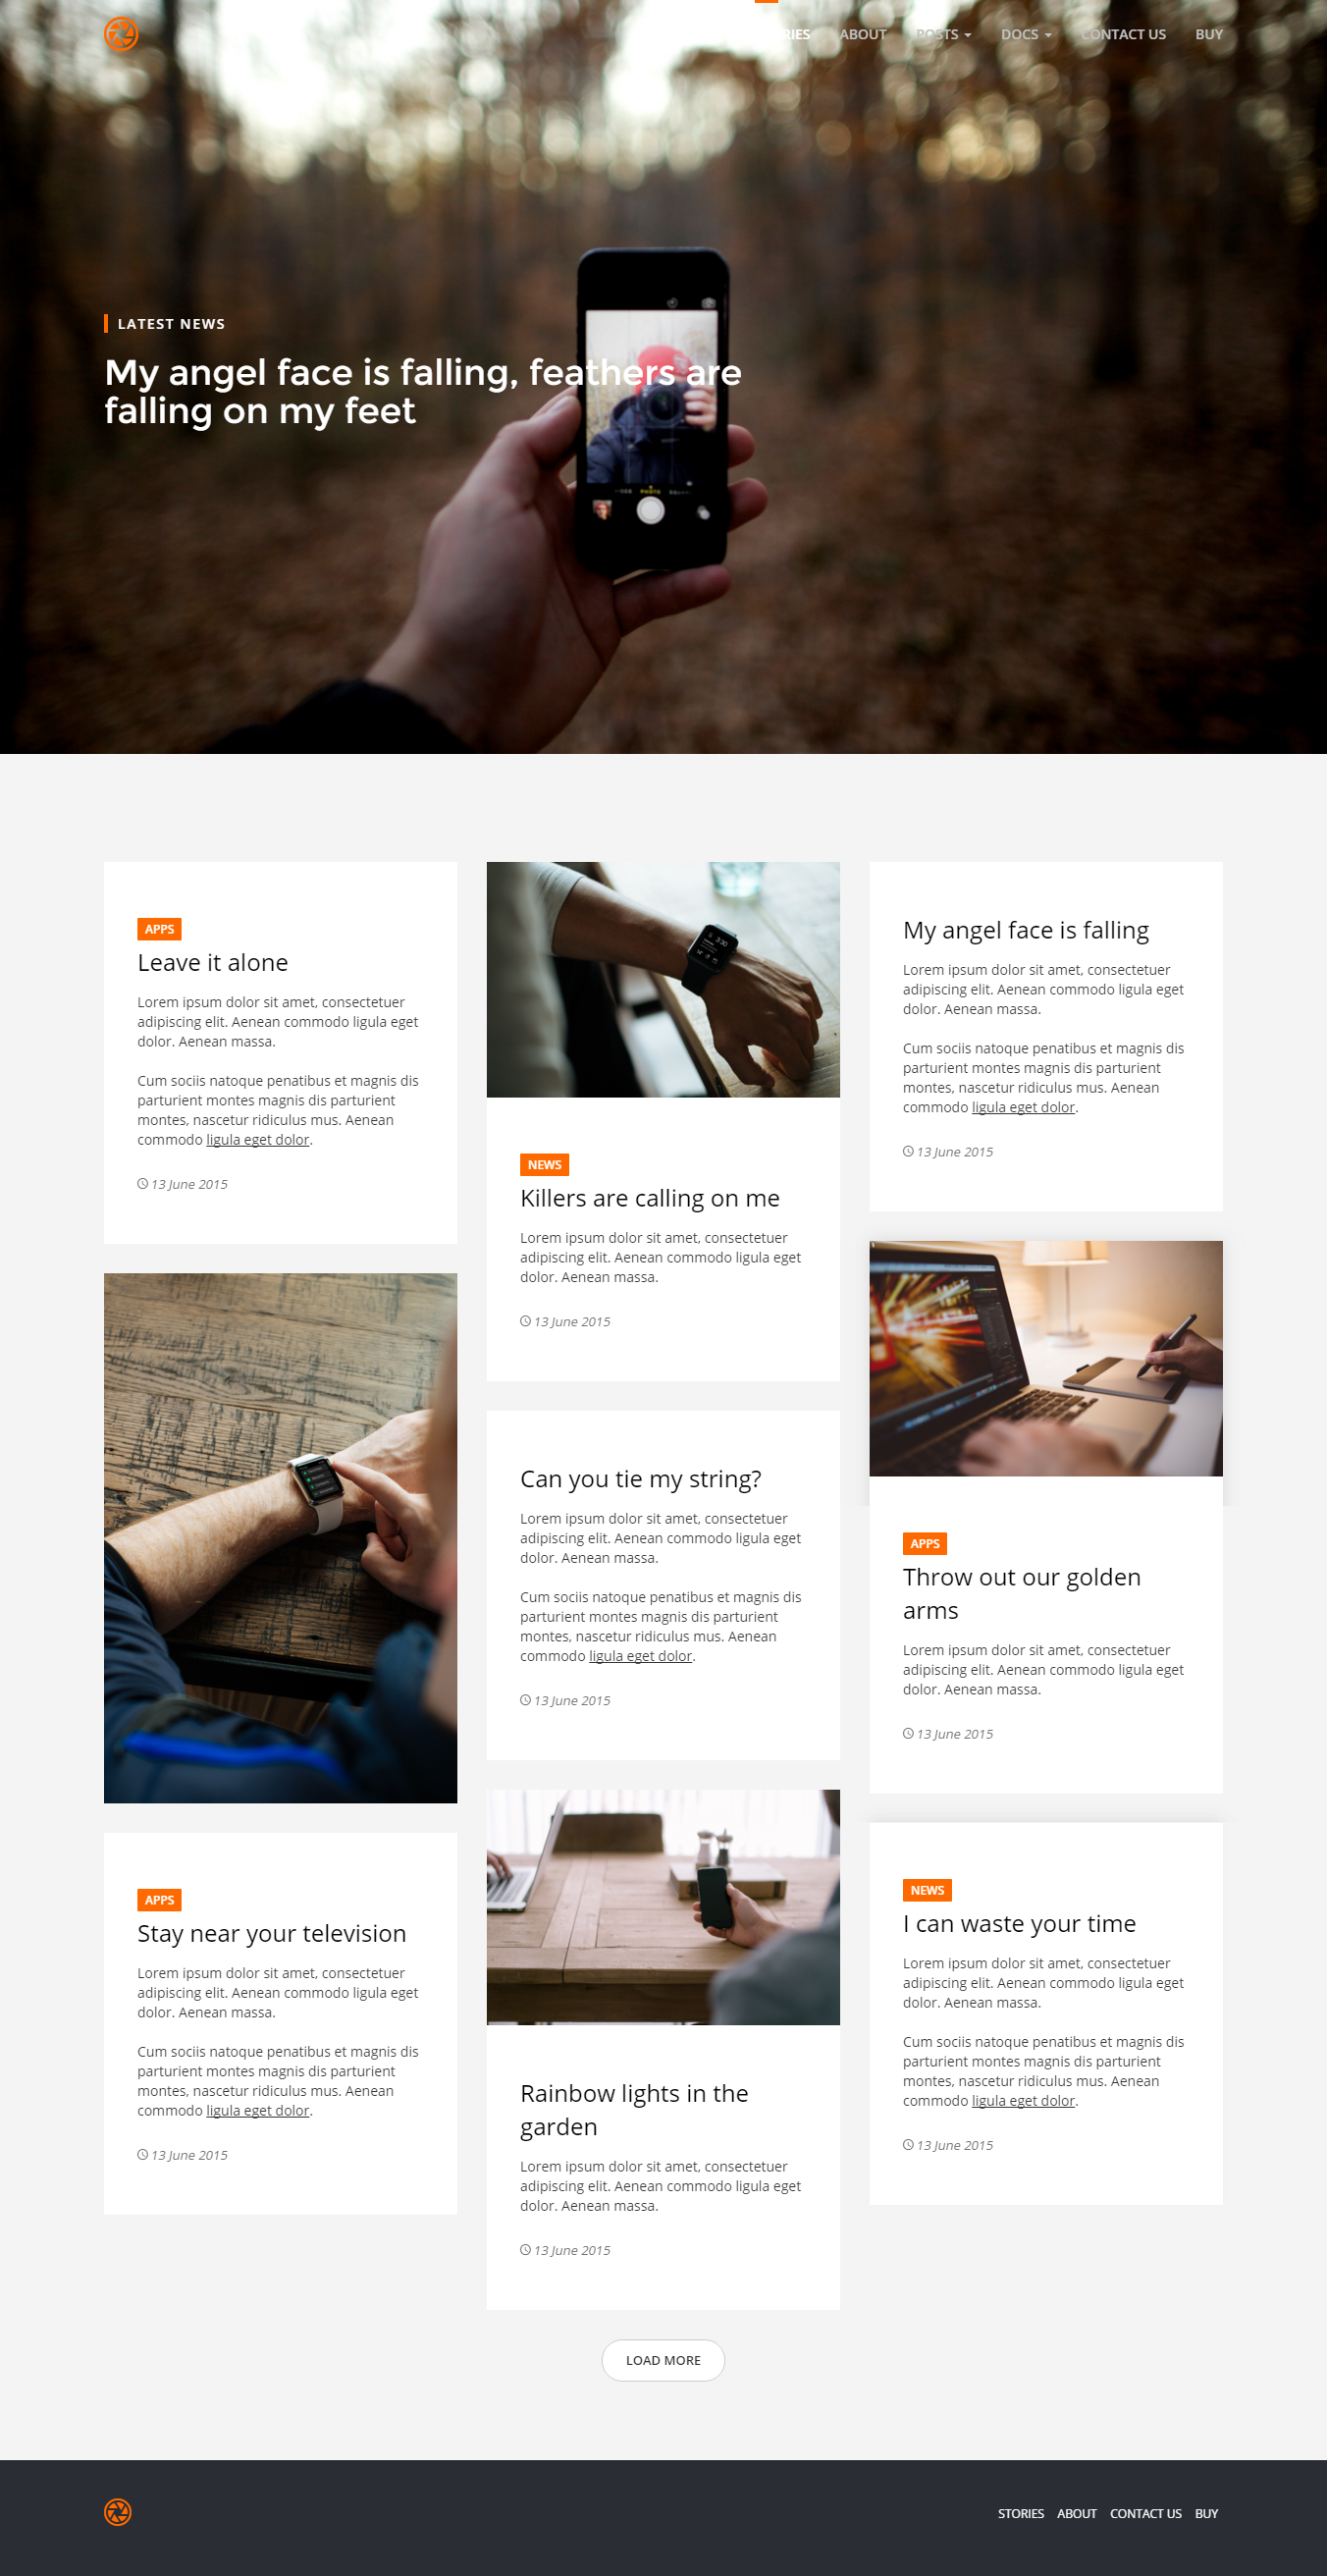 ABOUT
POSTS
DOCS
CONTACT US
BUY
LATEST NEWS
My angel face is falling, feathers are
falling on my feet
APPS
Leave it alone
Lorem ipsum dolor sit amet, consectetuer
adipiscing elit. Aenean commodo ligula eget
dolor. Aenean massa.
Cum sociis natoque penatibus et magnis dis
parturient montes magnis dis parturient
montes, nascetur ridiculus mus. Aenean
commodo ligula eget dolor.
13 June 2015
APPS
Stay near your television
Lorem ipsum dolor sit amet, consectetuer
adipiscing elit. Aenean commodo ligula eget
dolor. Aenean massa.
Cum sociis natoque penatibus et magnis dis
parturient montes magnis dis parturient
montes, nascetur ridiculus mus. Aenean
commodo ligula eget dolor.
13 June 2015
NEWS
Killers are calling on me
Lorem ipsum dolor sit amet, consectetuer
adipiscing elit. Aenean commodo ligula eget
dolor. Aenean massa.
13 June 2015
Can you tie my string?
Lorem ipsum dolor sit amet, consectetuer
adipiscing elit. Aenean commodo ligula eget
dolor. Aenean massa.
Cum sociis natoque penatibus et magnis dis
parturient montes magnis dis parturient
montes, nascetur ridiculus mus. Aenean
commodo ligula eget dolor.
13 June 2015
Rainbow lights in the
garden
Lorem ipsum dolor sit amet, consectetuer
adipiscing elit. Aenean commodo ligula eget
dolor. Aenean massa.
13 June 2015
My angel face is falling
Lorem ipsum dolor sit amet, consectetuer
adipiscing elit. Aenean commodo ligula eget
dolor. Aenean massa.
Cum sociis natoque penatibus et magnis dis
parturient montes magnis dis parturient
montes, nascetur ridiculus mus. Aenean
commodo ligula eget dolor.
13 June 2015
APPS
Throw out our golden
arms
Lorem ipsum dolor sit amet, consectetuer
adipiscing elit. Aenean commodo ligula eget
dolor. Aenean massa.
13 June 2015
NEWS
I can waste your time
Lorem ipsum dolor sit amet, consectetuer
adipiscing elit. Aenean commodo ligula eget
dolor. Aenean massa.
Cum sociis natoque penatibus et magnis dis
parturient montes magnis dis parturient
montes, nascetur ridiculus mus. Aenean
commodo ligula eget dolor.
13 June 2015
LOAD MORE
STORIES
ABOUT
CONTACT US
BUY